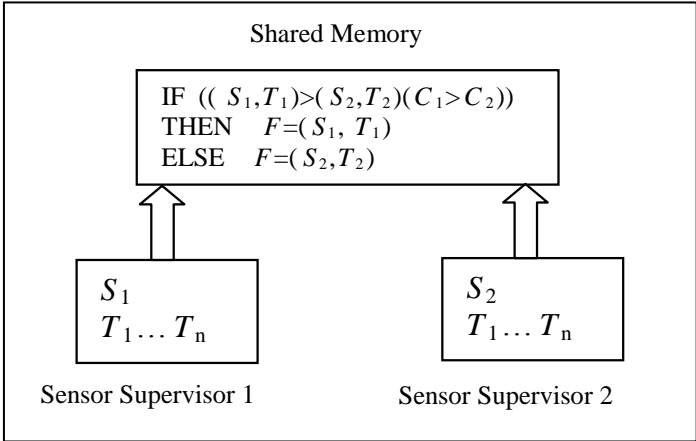 Shared Memory
IF (( S₁,T₁)>( S₂,T₂)(C₁>C₂))
THEN F=(S₁, T₁)
ELSE F=(S₂,T₂)
S₁
T₁… Tₙ
S₂
T₁… Tₙ
Sensor Supervisor 1
Sensor Supervisor 2